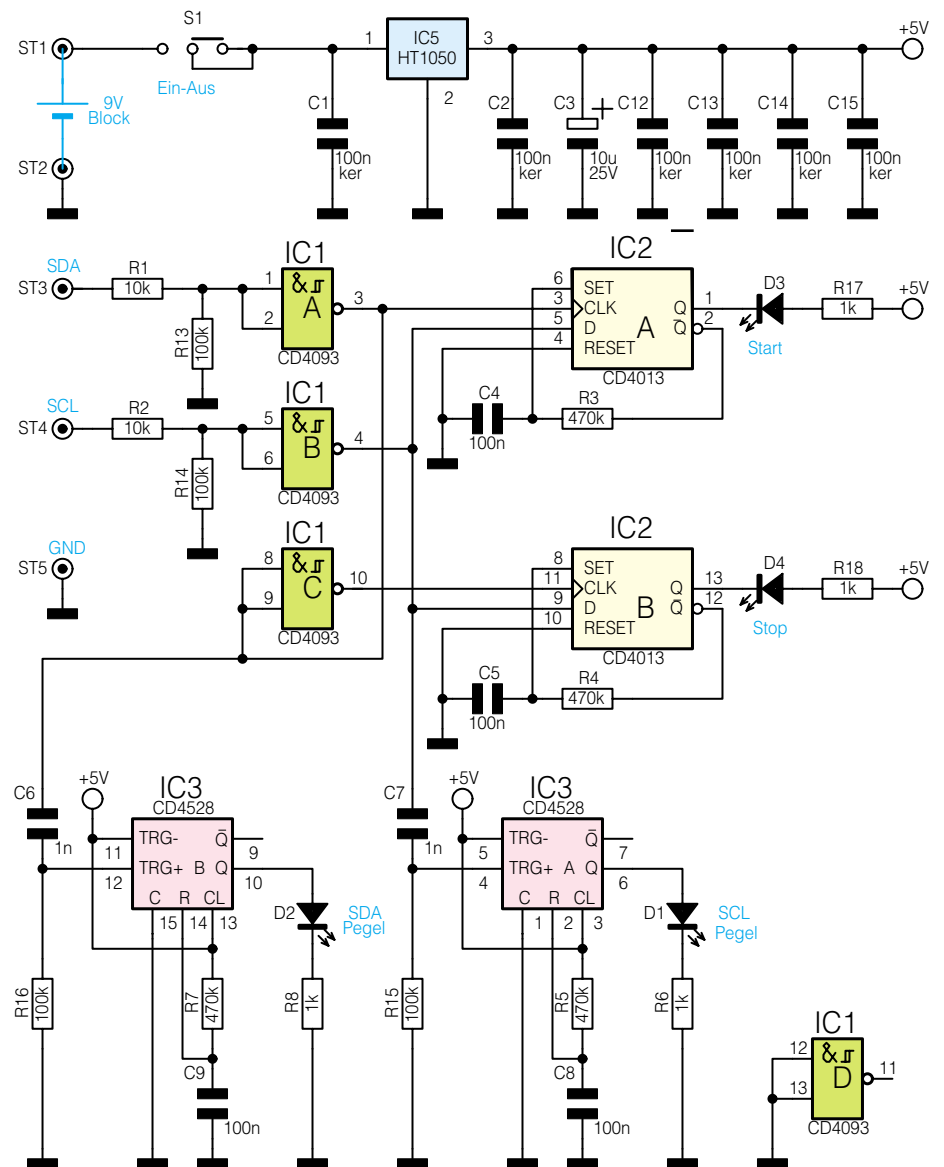 S1
ST1
1
IC5
HT1050
3
+5V
Ein-Aus
2
9V
Block
C1
C2
C3
+
C12
C13
C14
C15
ST2
100n
ker
100n
ker
10u
25V
100n
ker
100n
ker
100n
ker
100n
ker
SDA
ST3
R1
10k
R13
100k
IC1
1
2
&
A
3
CD4093
IC2
6
SET
3
CLK
5
D
4
RESET
A
Q
1
Q̅
2
CD4013
D3
Start
R17
1k
+5V
C4
100n
R3
470k
SCL
ST4
R2
10k
R14
100k
IC1
5
6
&
B
4
CD4093
GND
ST5
IC1
8
9
&
C
10
CD4093
IC2
8
SET
11
CLK
9
D
10
RESET
B
Q
13
Q̅
12
CD4013
D4
Stop
R18
1k
+5V
C5
100n
R4
470k
C6
1n
+5V
IC3
CD4528
11
TRG-
Q̅
9
12
TRG+
B
Q
10
C
R
CL
15
14
13
D2
SDA
Pegel
R16
100k
R7
470k
R8
1k
C9
100n
C7
1n
+5V
IC3
CD4528
5
TRG-
Q̅
7
4
TRG+
A
Q
6
C
R
CL
1
2
3
D1
SCL
Pegel
R15
100k
R5
470k
R6
1k
C8
100n
IC1
12
13
&
D
11
CD4093